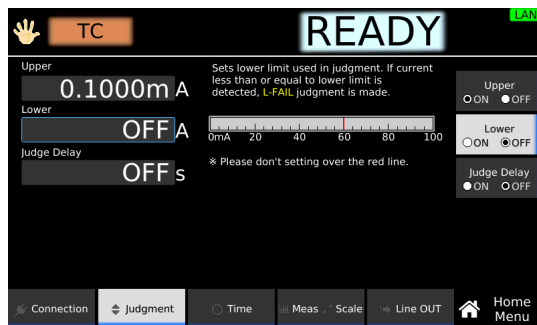 LAN
TC
READY
Upper
0.1000m A
Lower
OFF A
Judge Delay
OFF s
Sets lower limit used in judgment. If current
less than or equal to lower limit is
detected, L-FAIL judgment is made.
0mA 20 40 60 80 100
※ Please don't setting over the red line.
Upper
ON OFF
Lower
ON OFF
Judge Delay
ON OFF
Connection
Judgment
Time
Meas Scale
Line OUT
Home
Menu